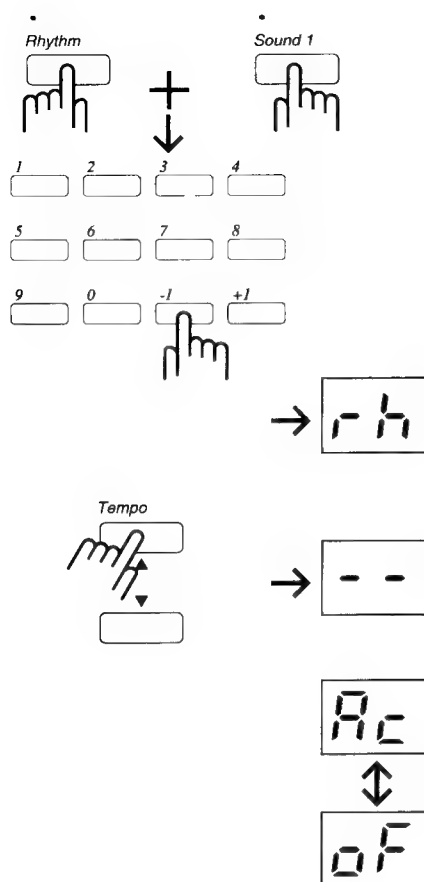 Rhythm Sound 1
+
1 2 3 4
5 6 7 8
9 0 -1 +1
→ rh
Tempo
▲
▼
→ - -
Ac
oF